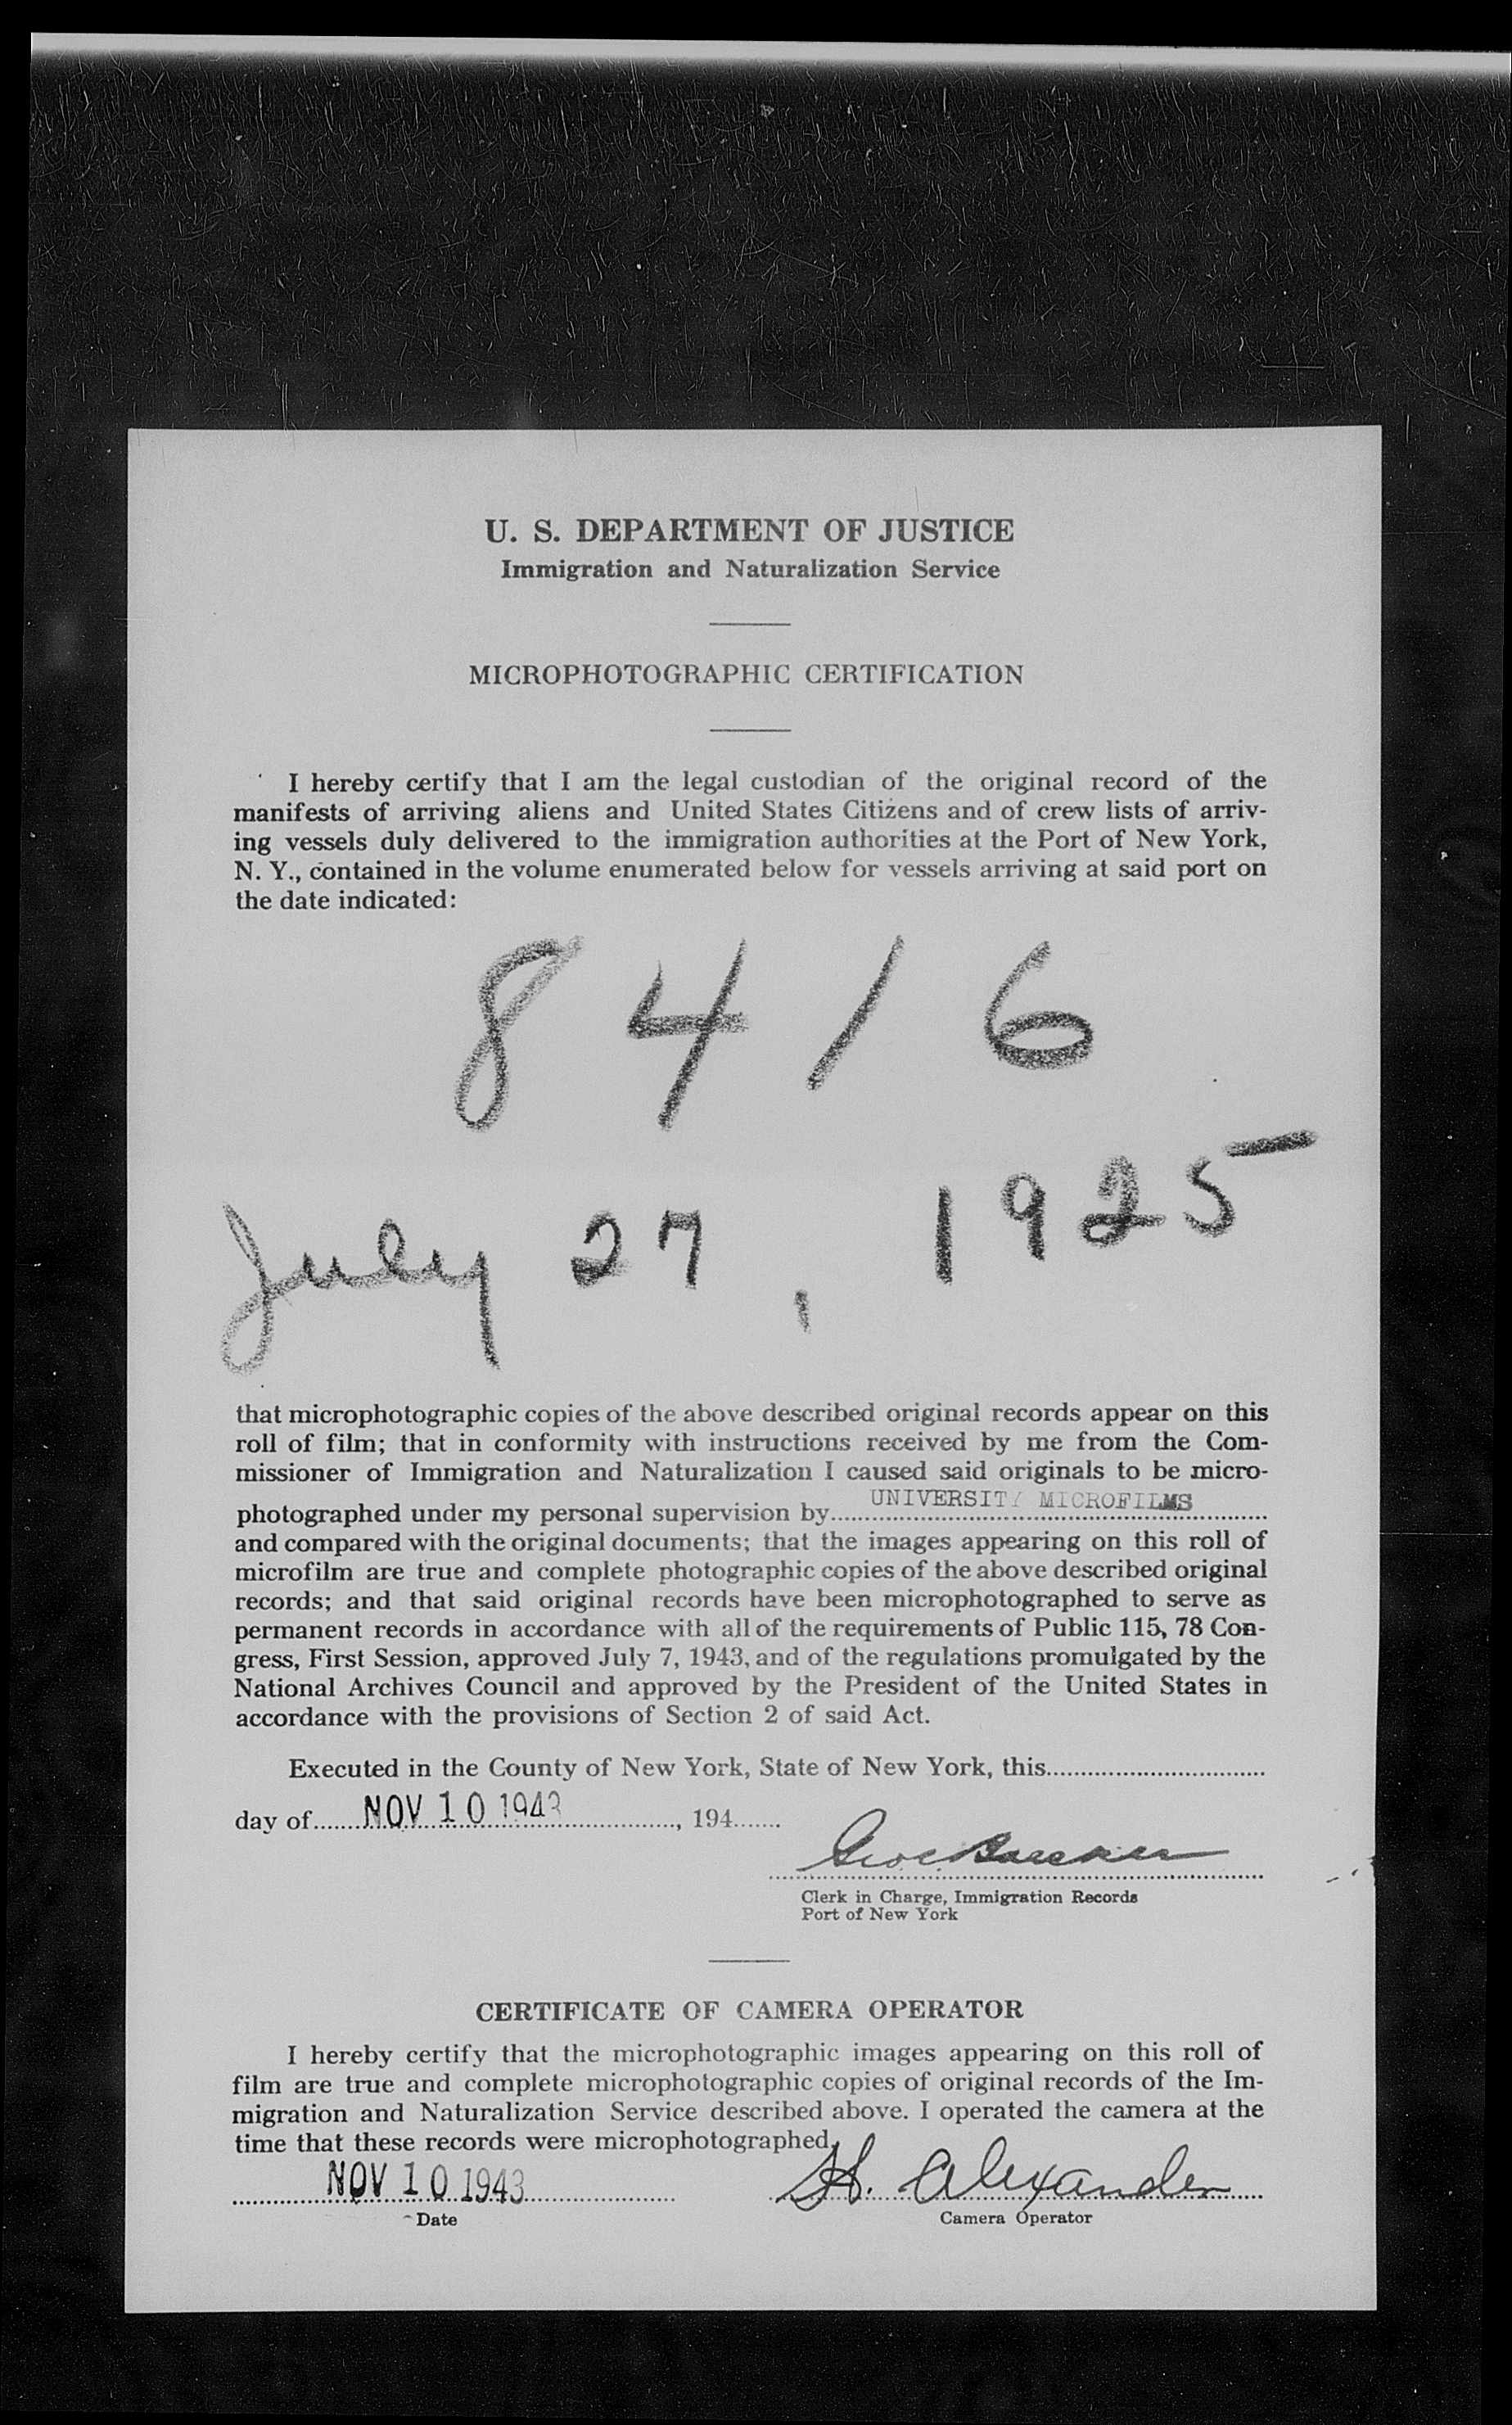 U. S. DEPARTMENT OF JUSTICE
Immigration and Naturalization Service
MICROPHOTOGRAPHIC CERTIFICATION
I hereby certify that I am the legal custodian of the original record of the
manifests of arriving aliens and United States Citizens and of crew lists of arriv-
ing vessels duly delivered to the immigration authorities at the Port of New York,
N. Y., contained in the volume enumerated below for vessels arriving at said port on
the date indicated:
8416
July 27, 1925
that microphotographic copies of the above described original records appear on this
roll of film; that in conformity with instructions received by me from the Com-
missioner of Immigration and Naturalization I caused said originals to be micro-
photographed under my personal supervision by UNIVERSITY MICROFILMS
and compared with the original documents; that the images appearing on this roll of
microfilm are true and complete photographic copies of the above described original
records; and that said original records have been microphotographed to serve as
permanent records in accordance with all of the requirements of Public 115, 78 Con-
gress, First Session, approved July 7, 1943, and of the regulations promulgated by the
National Archives Council and approved by the President of the United States in
accordance with the provisions of Section 2 of said Act.
Executed in the County of New York, State of New York, this
day of NOV 10 1943, 194
Clerk in Charge, Immigration Records
Port of New York
CERTIFICATE OF CAMERA OPERATOR
I hereby certify that the microphotographic images appearing on this roll of
film are true and complete microphotographic copies of original records of the Im-
migration and Naturalization Service described above. I operated the camera at the
time that these records were microphotographed.
NOV 10 1943 H. Alexander
Date Camera Operator